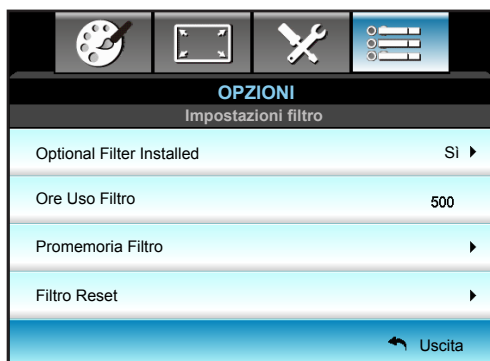 OPZIONI
Impostazioni filtro
Optional Filter Installed Sì
Ore Uso Filtro 500
Promemoria Filtro
Filtro Reset
Uscita